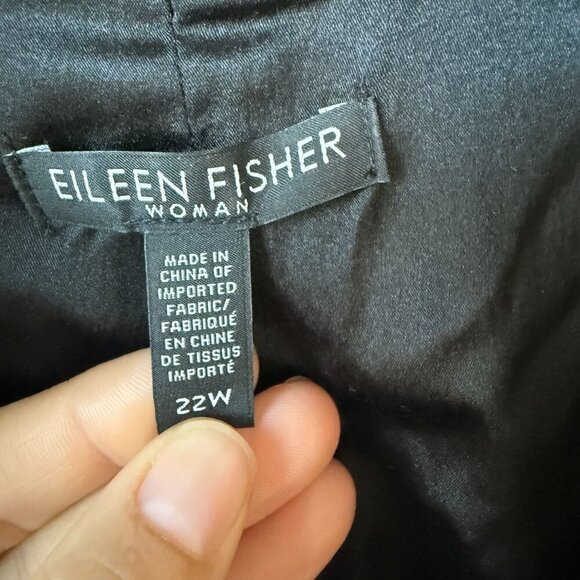 EILEEN FISHER
WOMAN
MADE IN
CHINA OF
IMPORTED
FABRIC/
FABRIQUÉ
EN CHINE
DE TISSUS
IMPORTÉ
22W